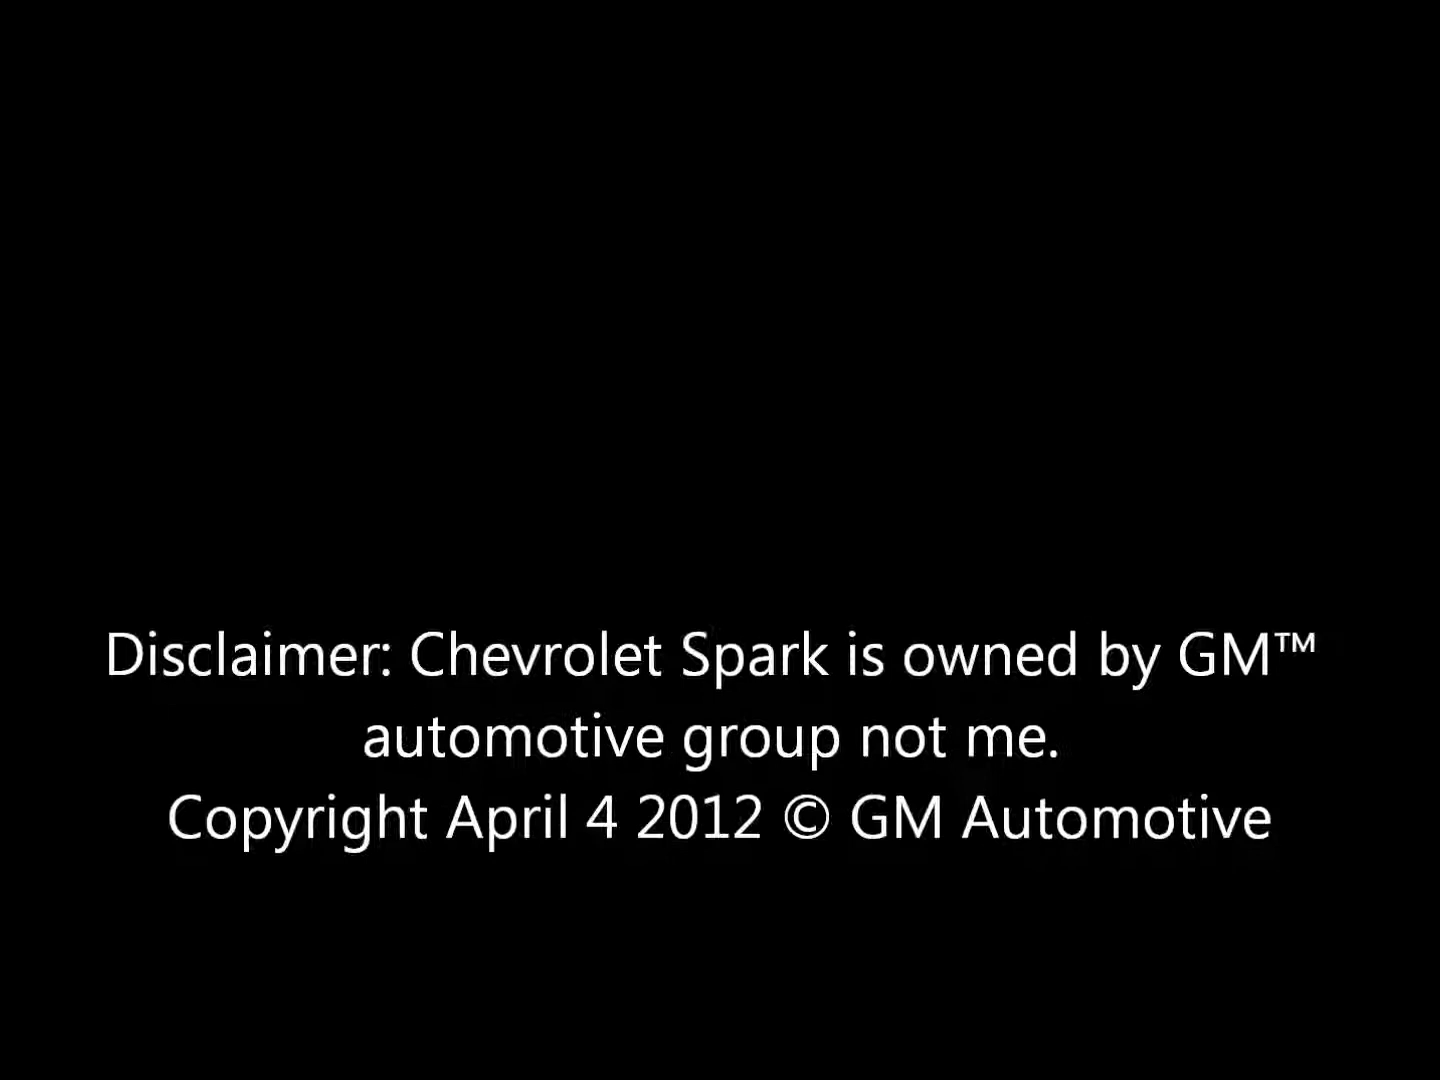 Disclaimer: Chevrolet Spark is owned by GM™
automotive group not me.
Copyright April 4 2012 © GM Automotive